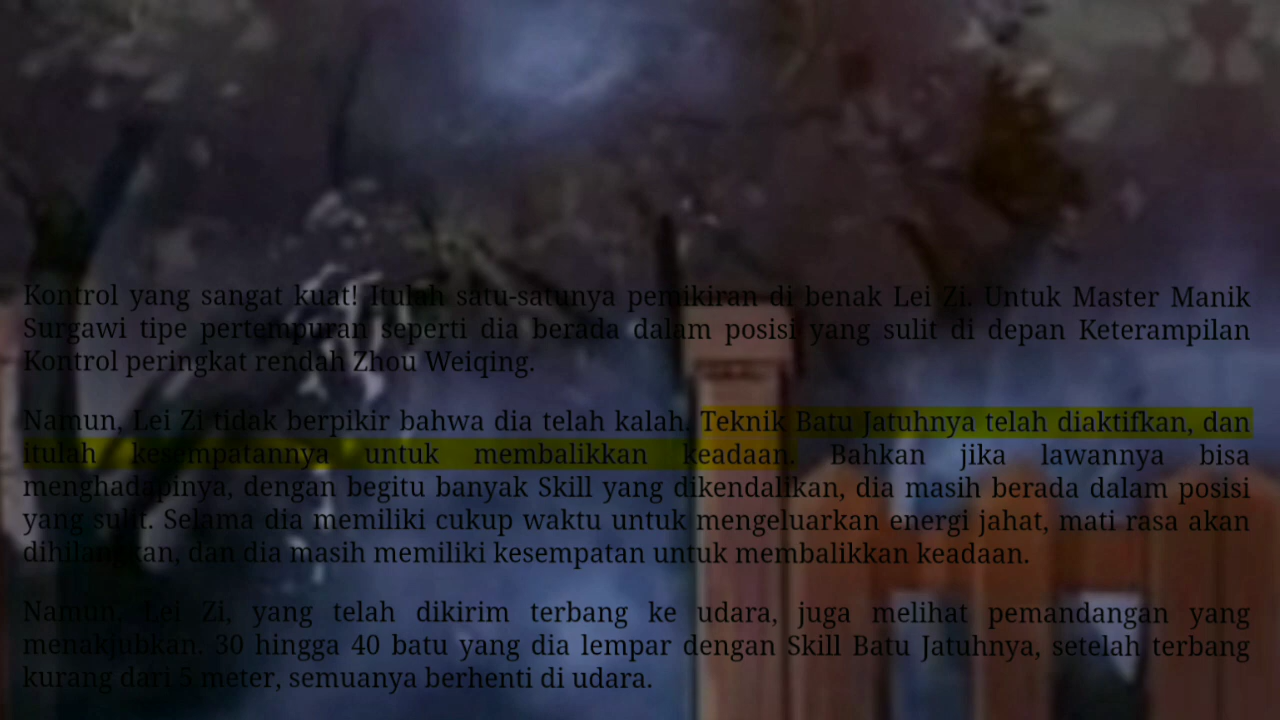 Kontrol yang sangat kuat! Itulah satu-satunya pemikiran di benak Lei Zi. Untuk Master Manik
Surgawi tipe pertempuran seperti dia berada dalam posisi yang sulit di depan Keterampilan
Kontrol peringkat rendah Zhou Weiqing.
Namun, Lei Zi tidak berpikir bahwa dia telah kalah. Teknik Batu Jatuhnya telah diaktifkan, dan
itulah kesempatannya untuk membalikkan keadaan. Bahkan jika lawannya bisa
menghadapinya, dengan begitu banyak Skill yang dikendalikan, dia masih berada dalam posisi
yang sulit. Selama dia memiliki cukup waktu untuk mengeluarkan energi jahat, mati rasa akan
dihilangkan, dan dia masih memiliki kesempatan untuk membalikkan keadaan.
Namun, Lei Zi, yang telah dikirim terbang ke udara, juga melihat pemandangan yang
menakjubkan. 30 hingga 40 batu yang dia lempar dengan Skill Batu Jatuhnya, setelah terbang
kurang dari 5 meter, semuanya berhenti di udara.